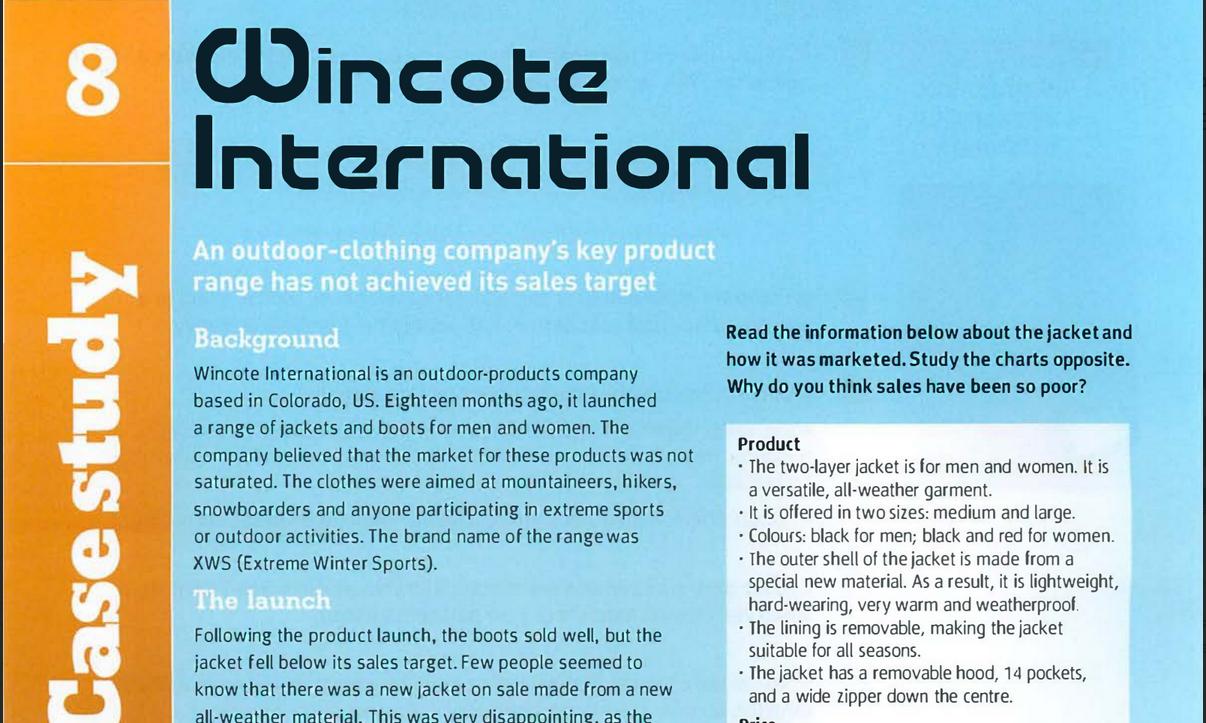 8
Case study
Wincote
International
An outdoor-clothing company's key product
range has not achieved its sales target
Background
Wincote International is an outdoor-products company
based in Colorado, US. Eighteen months ago, it launched
a range of jackets and boots for men and women. The
company believed that the market for these products was not
saturated. The clothes were aimed at mountaineers, hikers,
snowboarders and anyone participating in extreme sports
or outdoor activities. The brand name of the range was
XWS (Extreme Winter Sports).
The launch
Following the product launch, the boots sold well, but the
jacket fell below its sales target. Few people seemed to
know that there was a new jacket on sale made from a new
all-weather material. This was very disappointing, as the
Read the information below about the jacket and
how it was marketed. Study the charts opposite.
Why do you think sales have been so poor?
Product
· The two-layer jacket is for men and women. It is
a versatile, all-weather garment.
· It is offered in two sizes: medium and large.
· Colours: black for men; black and red for women.
· The outer shell of the jacket is made from a
special new material. As a result, it is lightweight,
hard-wearing, very warm and weatherproof.
· The lining is removable, making the jacket
suitable for all seasons.
· The jacket has a removable hood, 14 pockets,
and a wide zipper down the centre.
Price